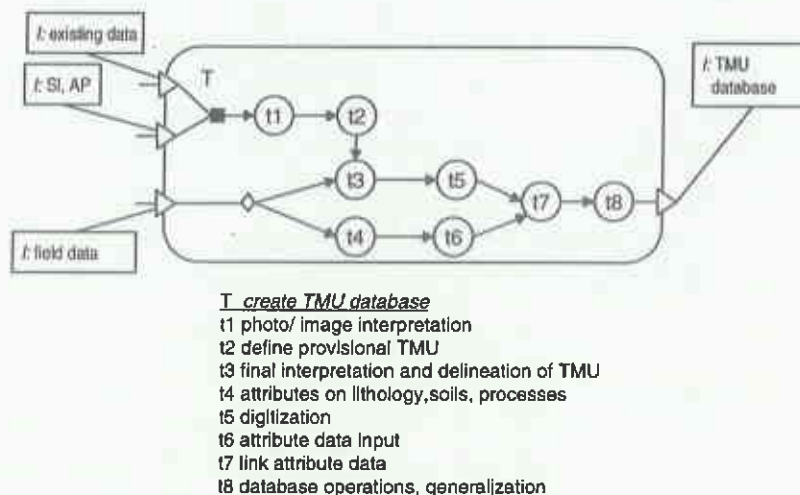 I: existing data
T
I: SI, AP
I: TMU
database
t1
t2
t3
t5
t7
t8
t4
t6
I: field data
T create TMU database
t1 photo/ image interpretation
t2 define provisional TMU
t3 final interpretation and delineation of TMU
t4 attributes on lithology,soils, processes
t5 digitization
t6 attribute data input
t7 link attribute data
t8 database operations, generalization